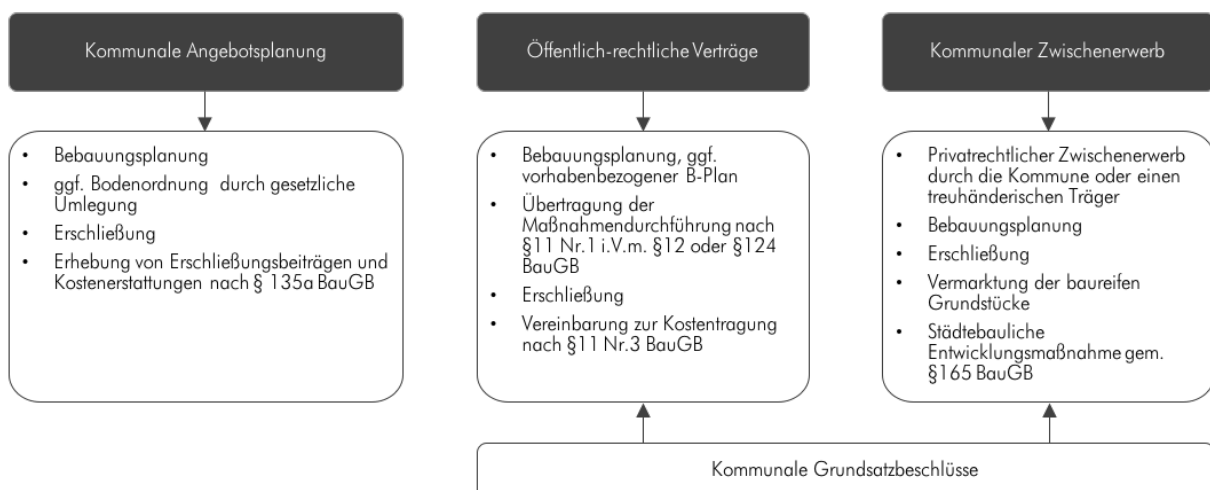 Kommunale Angebotsplanung
Öffentlich-rechtliche Verträge
Kommunaler Zwischenerwerb
• Bebauungsplanung
• ggf. Bodenordnung durch gesetzliche
Umlegung
• Erschließung
• Erhebung von Erschließungsbeiträgen und
Kostenerstattungen nach § 135a BauGB
• Bebauungsplanung, ggf.
vorhabenbezogener B-Plan
• Übertragung der
Maßnahmendurchführung nach
§11 Nr.1 i.V.m. §12 oder §124
BauGB
• Erschließung
• Vereinbarung zur Kostentragung
nach §11 Nr.3 BauGB
• Privatrechtlicher Zwischenerwerb
durch die Kommune oder einen
treuhänderischen Träger
• Bebauungsplanung
• Erschließung
• Vermarktung der baureifen
Grundstücke
• Städtebauliche
Entwicklungsmaßnahme gem.
§165 BauGB
Kommunale Grundsatzbeschlüsse